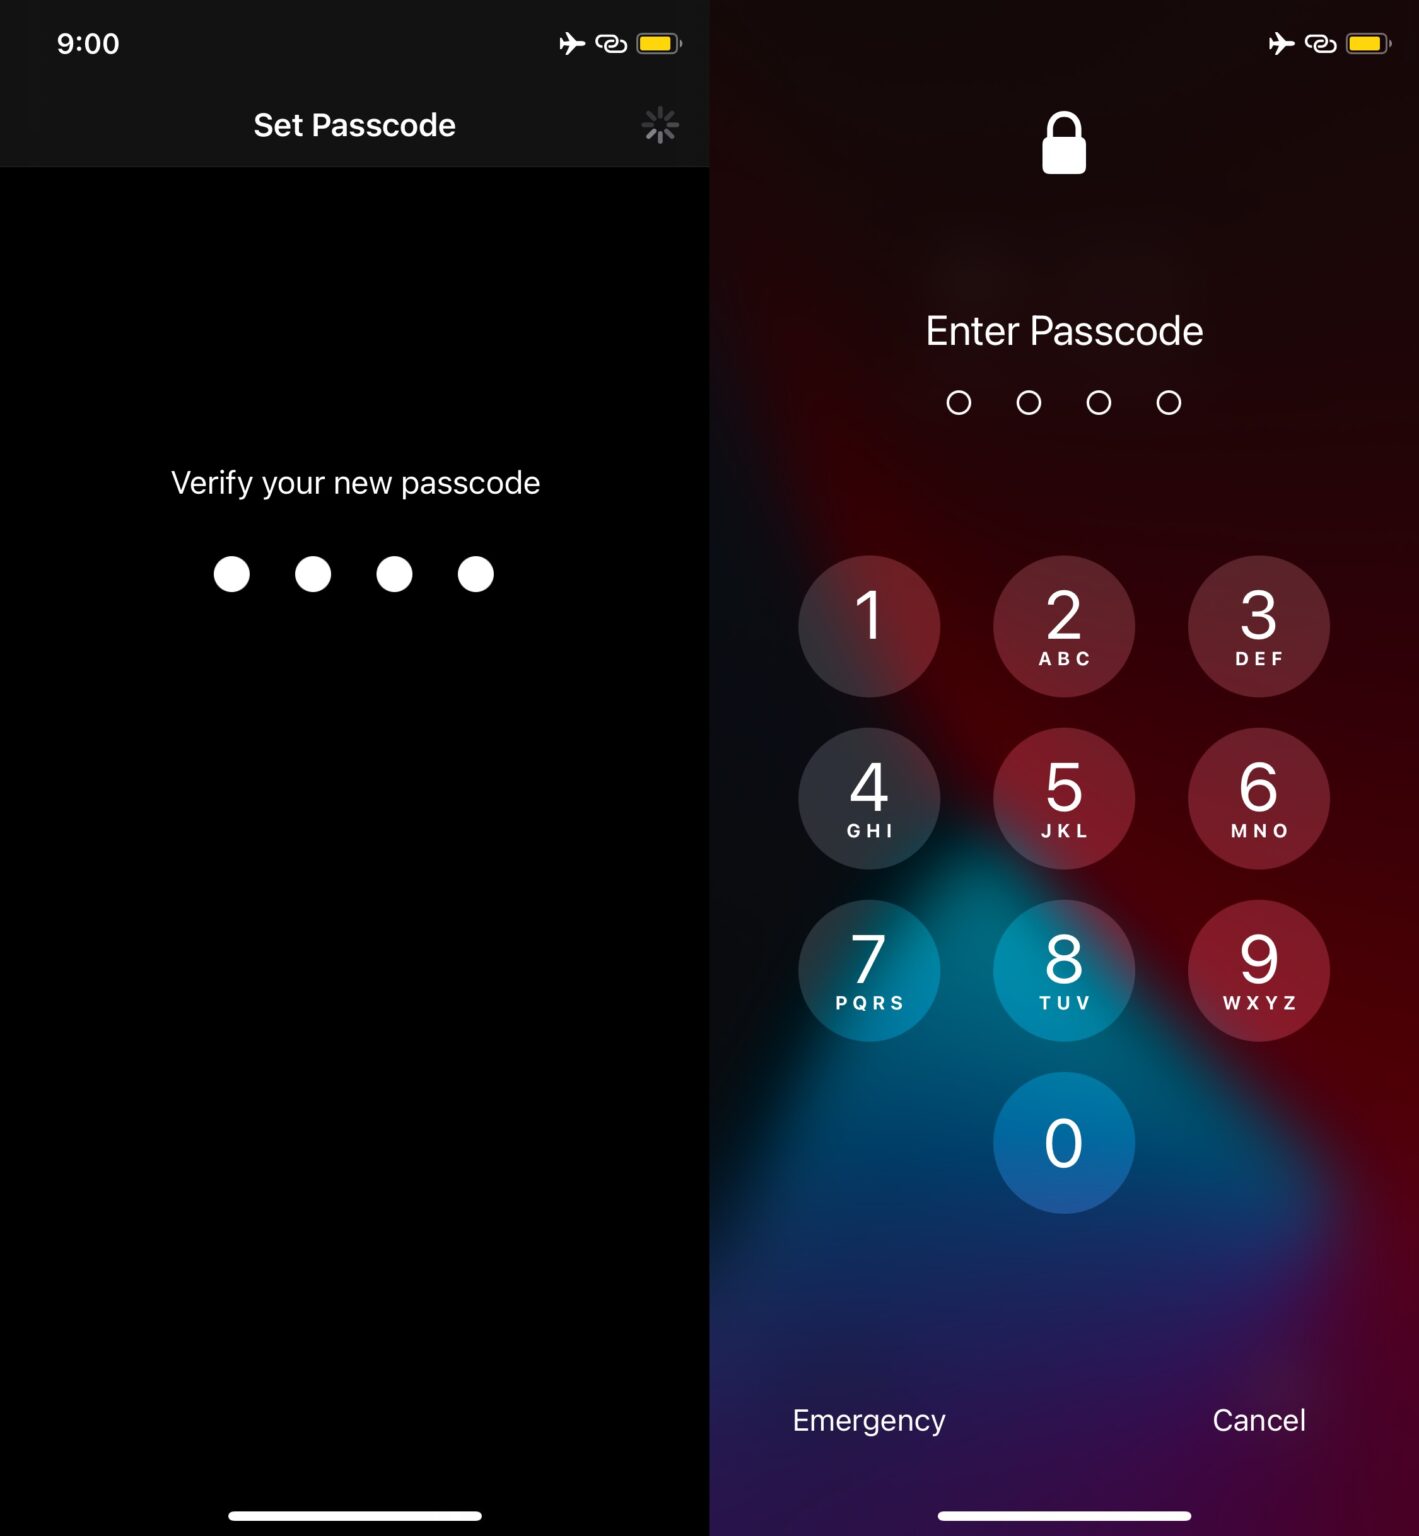 9:00
Set Passcode
Verify your new passcode
Enter Passcode
1
2
ABC
3
DEF
4
GHI
5
JKL
6
MNO
7
PQRS
8
TUV
9
WXYZ
0
Emergency
Cancel